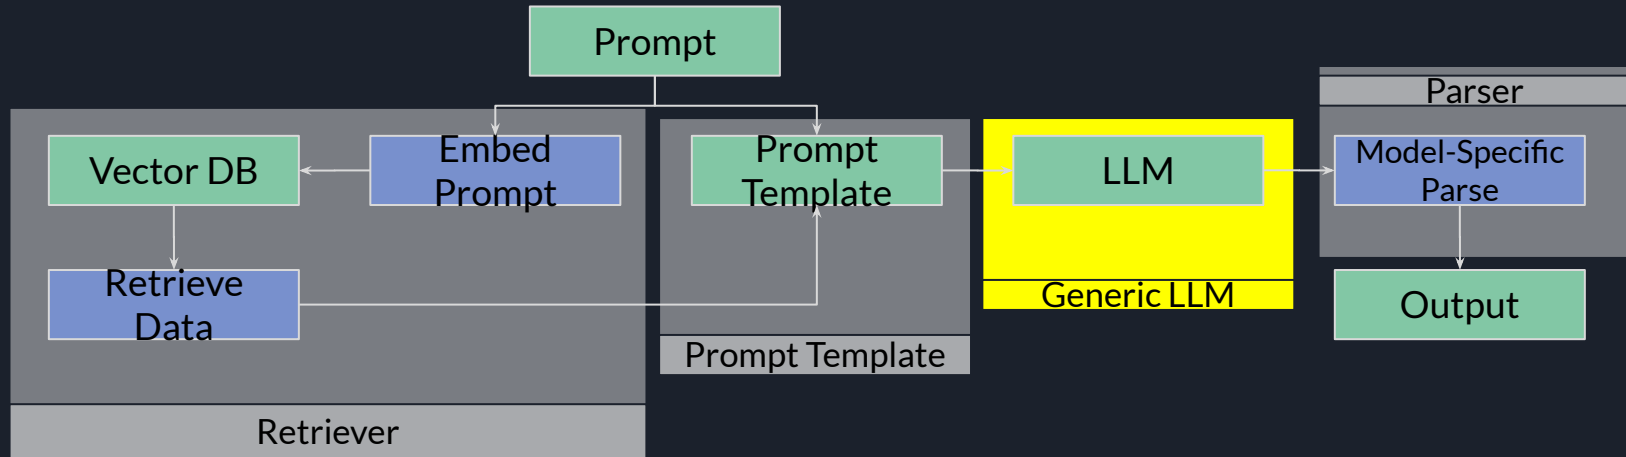 Prompt
Parser
Vector DB
Embed
Prompt
Prompt
Template
LLM
Model-Specific
Parse
Retrieve
Data
Generic LLM
Output
Prompt Template
Retriever